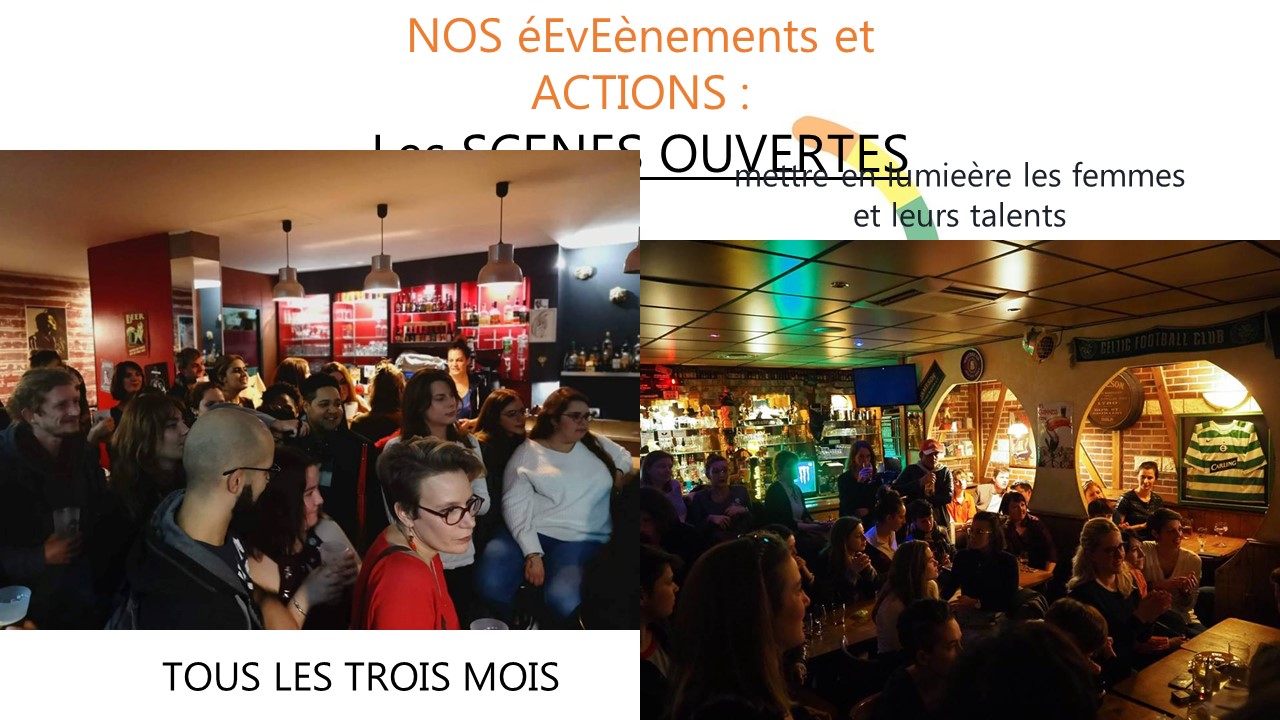 NOS éEvEènements et
ACTIONS :
Les SCENES OUVERTES
mettre en lumieère les femmes
et leurs talents
BEER
CELTIC FOOTBALL CLUB
CARLING
TOUS LES TROIS MOIS